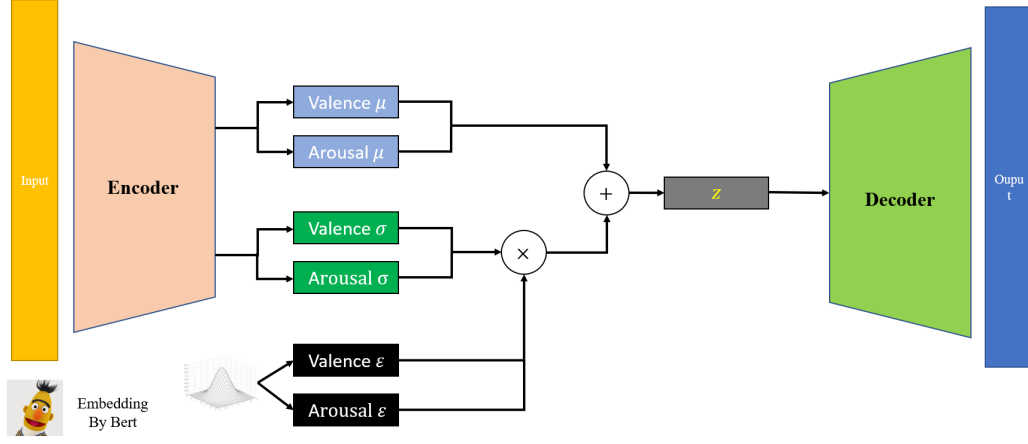 Input
Encoder
Valence μ
Arousal μ
Valence σ
Arousal σ
Valence ε
Arousal ε
×
+
z
Decoder
Oupu
t
Embedding
By Bert